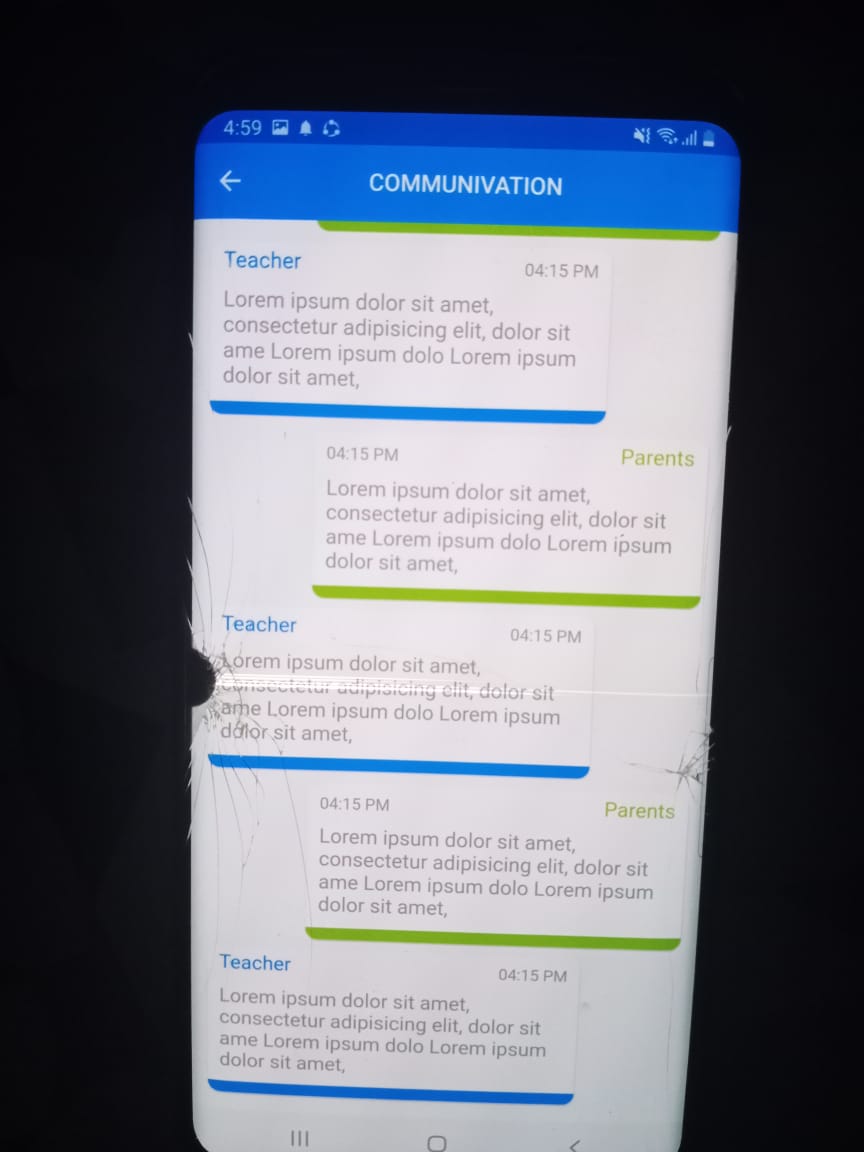 4:59
COMMUNIVATION
Teacher
04:15 PM
Lorem ipsum dolor sit amet,
consectetur adipisicing elit, dolor sit
ame Lorem ipsum dolo Lorem ipsum
dolor sit amet,
04:15 PM
Parents
Lorem ipsum dolor sit amet,
consectetur adipisicing elit, dolor sit
ame Lorem ipsum dolo Lorem ipsum
dolor sit amet,
Teacher
04:15 PM
Lorem ipsum dolor sit amet,
consectetur adipisicing elit, dolor sit
ame Lorem ipsum dolo Lorem ipsum
dolor sit amet,
04:15 PM
Parents
Lorem ipsum dolor sit amet,
consectetur adipisicing elit, dolor sit
ame Lorem ipsum dolo Lorem ipsum
dolor sit amet,
Teacher
04:15 PM
Lorem ipsum dolor sit amet,
consectetur adipisicing elit, dolor sit
ame Lorem ipsum dolo Lorem ipsum
dolor sit amet,